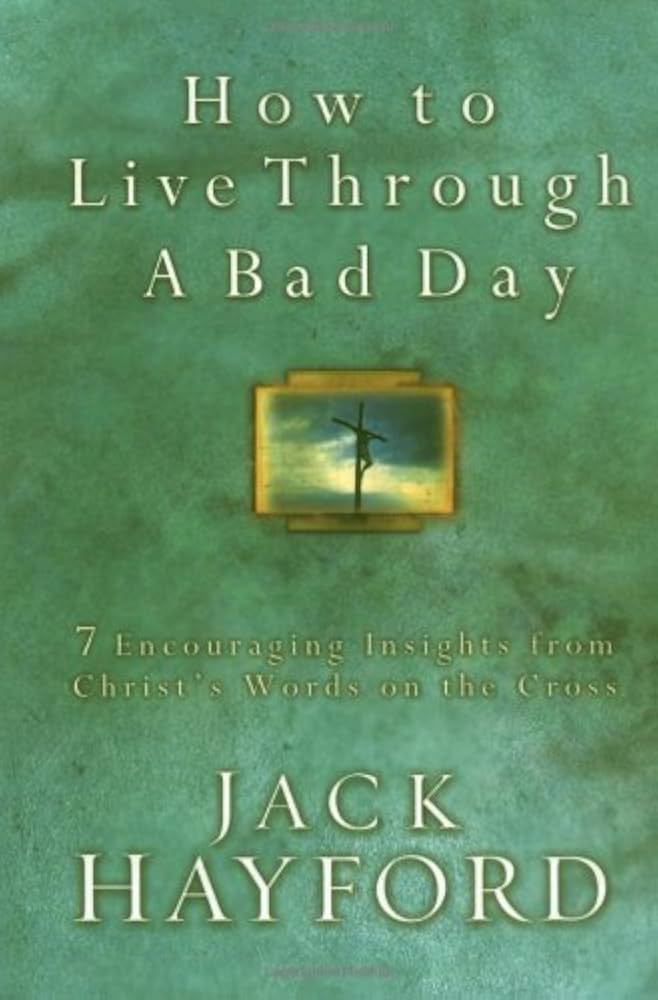 How to
Live Through
A Bad Day
7 Encouraging Insights from
Christ's Words on the Cross
JACK
HAYFORD